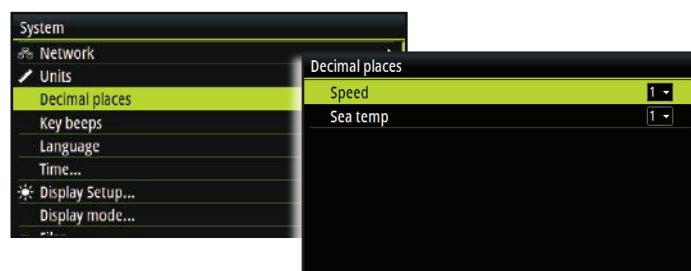 System
Network
Units
Decimal places
Key beeps
Language
Time...
Display Setup...
Display mode...
Decimal places
Speed 1
Sea temp 1